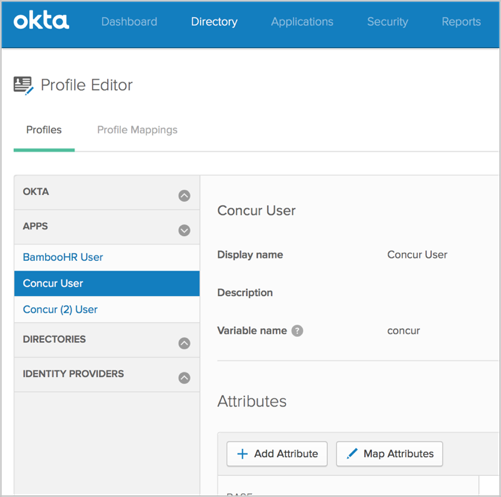 okta Dashboard Directory Applications Security Reports
Profile Editor
Profiles Profile Mappings
OKTA
APPS
BambooHR User
Concur User
Concur (2) User
DIRECTORIES
IDENTITY PROVIDERS
Concur User
Display name Concur User
Description
Variable name ? concur
Attributes
+ Add Attribute Map Attributes